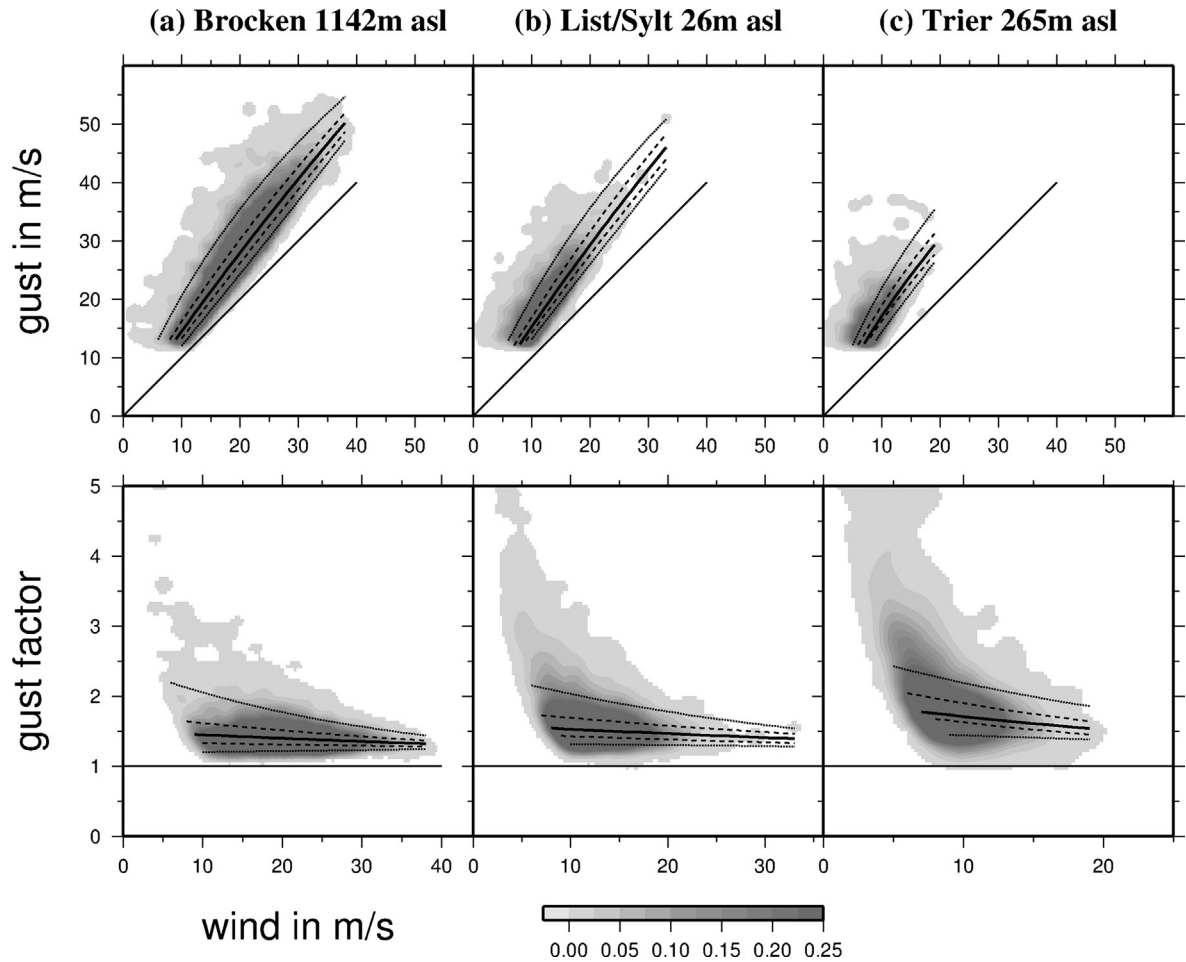 (a) Brocken 1142m asl
(b) List/Sylt 26m asl
(c) Trier 265m asl
gust in m/s
50
40
30
20
10
0
0 10 20 30 40 50
0 10 20 30 40 50
0 10 20 30 40 50
gust factor
5
4
3
2
1
0
0 10 20 30 40
0 10 20 30
10 20
wind in m/s
0.00 0.05 0.10 0.15 0.20 0.25